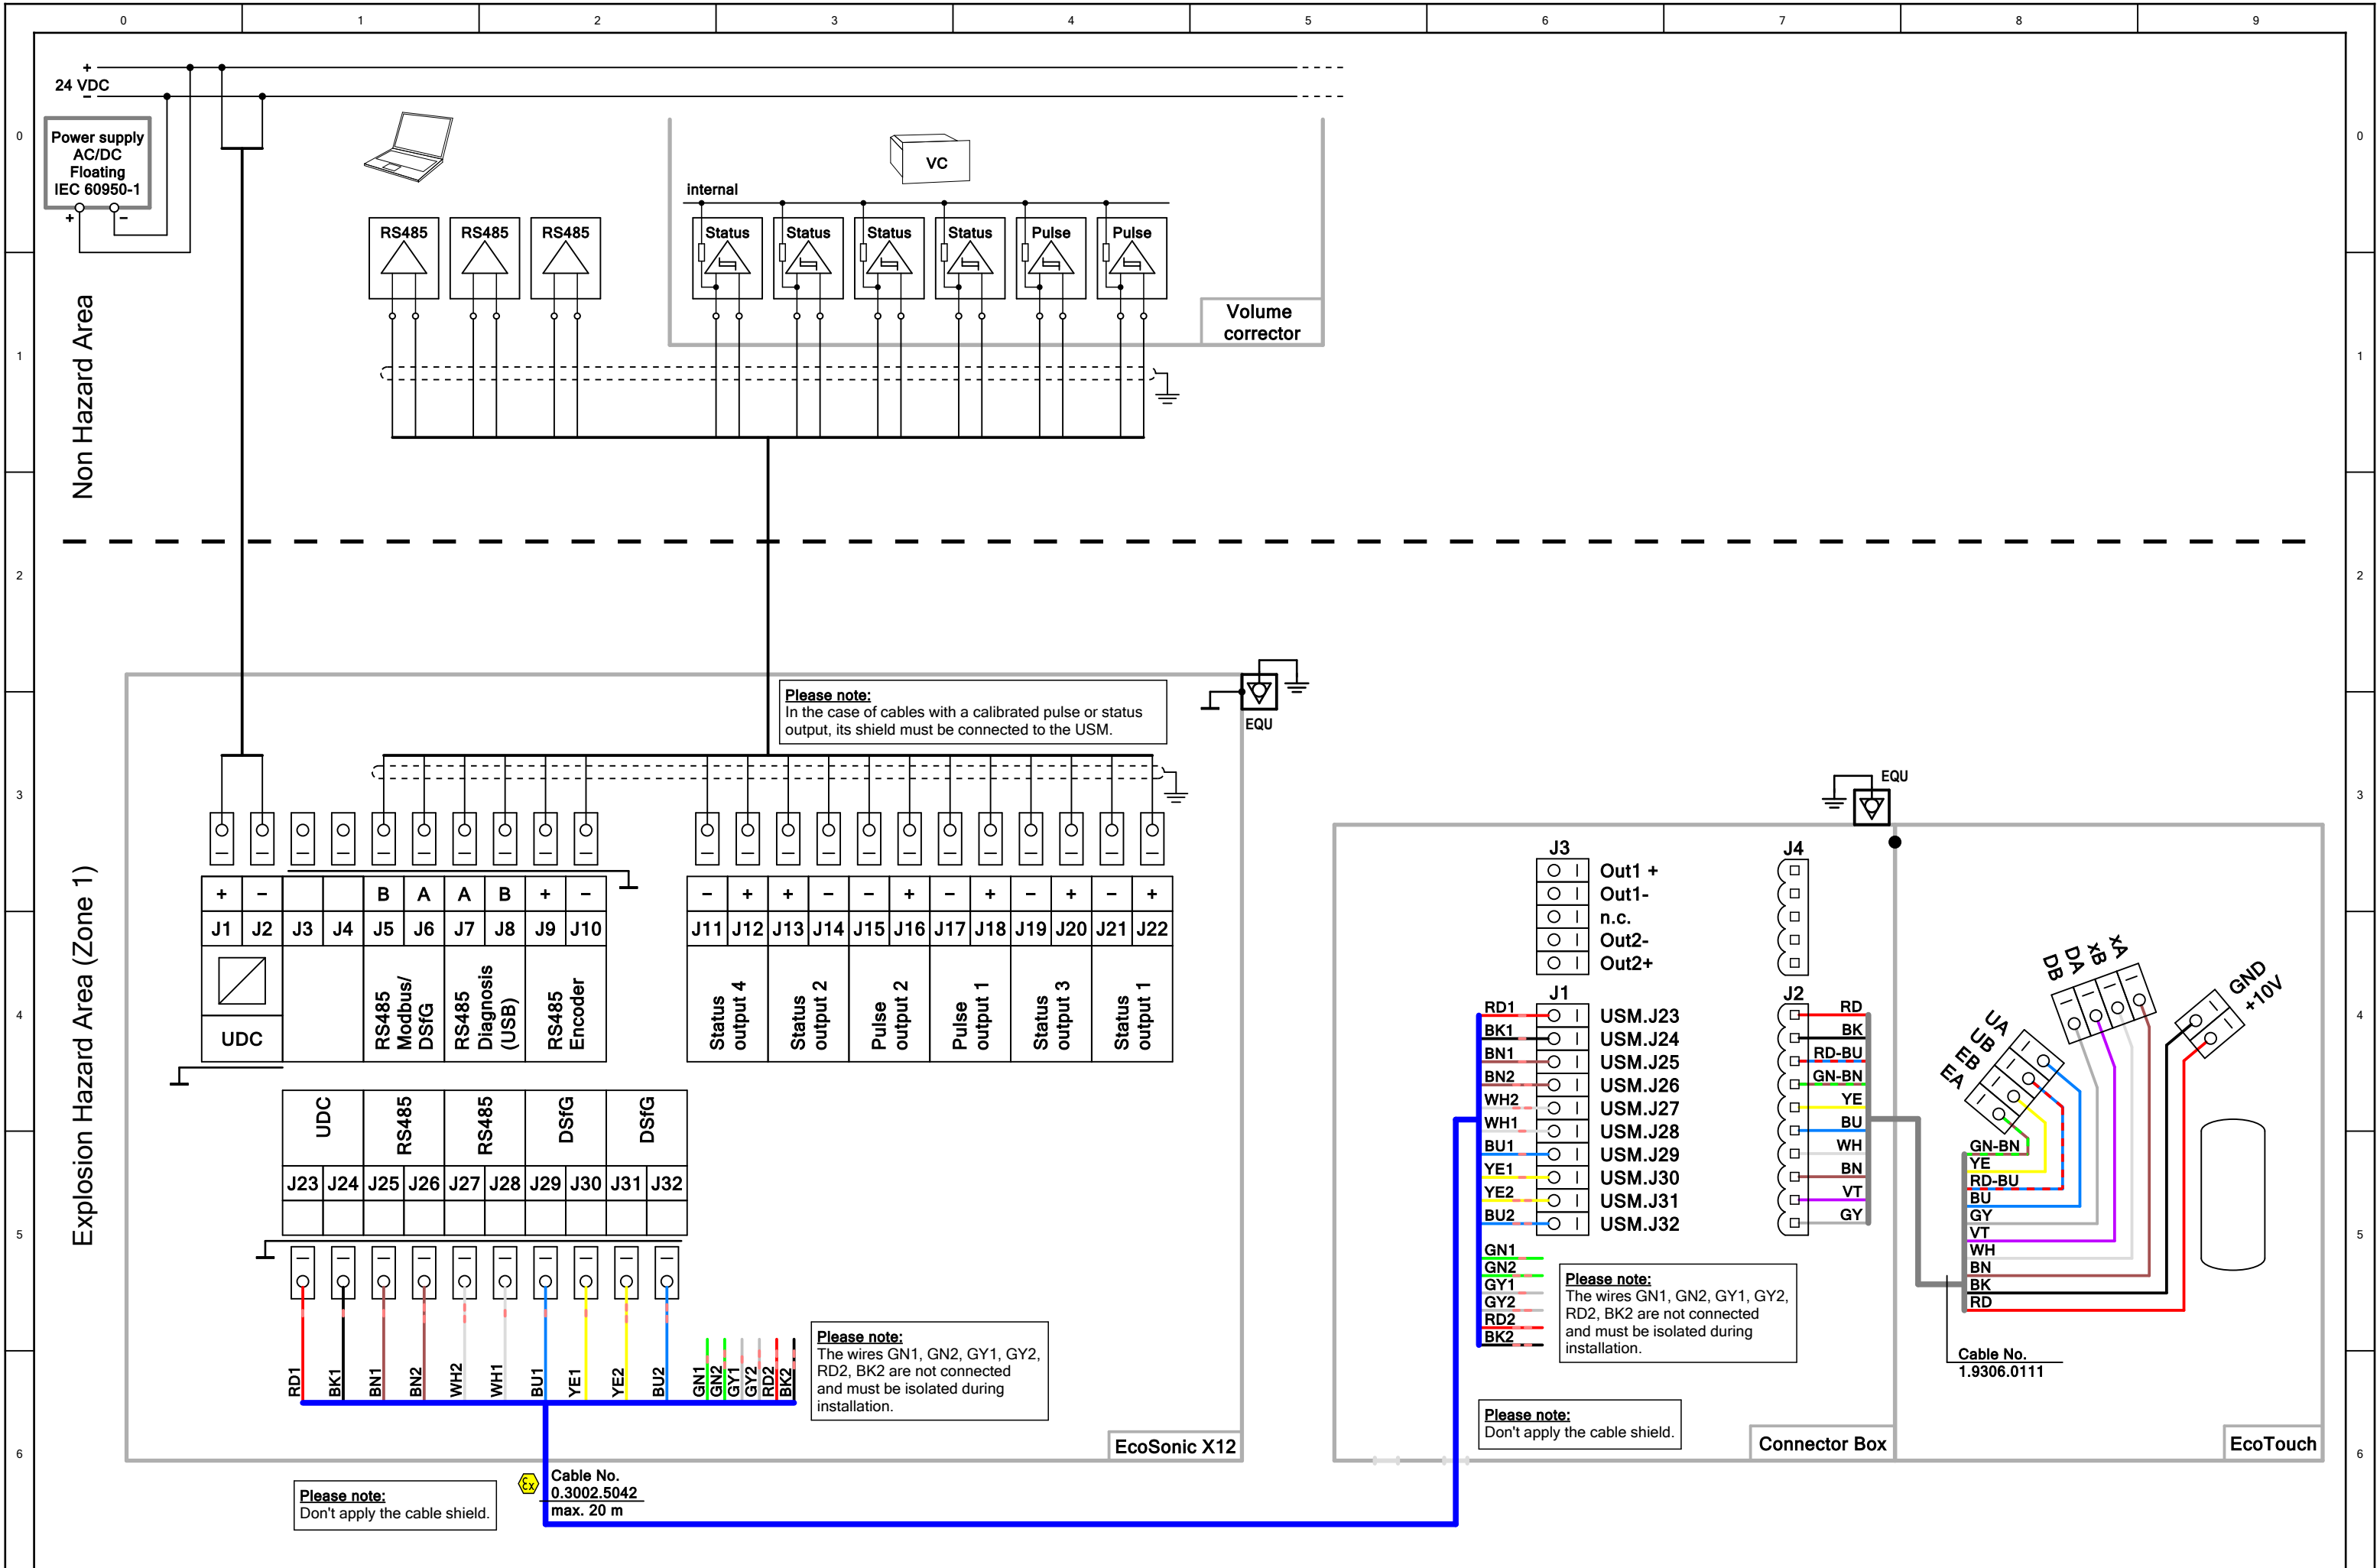 0 1 2 3 4 5 6 7 8 9
+
24 VDC
–
Power supply
AC/DC
Floating
IEC 60950-1
+ –
VC
internal
RS485 RS485 RS485
Status Status Status Status Pulse Pulse
Volume
corrector
Non Hazard Area
0 0
1 1
2 2
3 3
4 4
5 5
6 6
Explosion Hazard Area (Zone 1)
Please note:
In the case of cables with a calibrated pulse or status
output, its shield must be connected to the USM.
EQU
+ – B A A B + –
J1 J2 J3 J4 J5 J6 J7 J8 J9 J10
UDC
RS485
Modbus/
DSfG
RS485
Diagnosis
(USB)
RS485
Encoder
– + + – – + – + – + – +
J11 J12 J13 J14 J15 J16 J17 J18 J19 J20 J21 J22
Status
output 4
Status
output 2
Pulse
output 2
Pulse
output 1
Status
output 3
Status
output 1
UDC RS485 RS485 DSfG DSfG
J23 J24 J25 J26 J27 J28 J29 J30 J31 J32
RD1 BK1 BN1 BN2 WH2 WH1 BU1 YE1 YE2 BU2
GN1 GN2 GY1 GY2 RD2 BK2
Please note:
The wires GN1, GN2, GY1, GY2,
RD2, BK2 are not connected
and must be isolated during
installation.
EcoSonic X12
Please note:
Don't apply the cable shield.
Ex
Cable No.
0.3002.5042
max. 20 m
EQU
J3
Out1 +
Out1-
n.c.
Out2-
Out2+
J4
J1
RD1 USM.J23
BK1 USM.J24
BN1 USM.J25
BN2 USM.J26
WH2 USM.J27
WH1 USM.J28
BU1 USM.J29
YE1 USM.J30
YE2 USM.J31
BU2 USM.J32
GN1
GN2
GY1
GY2
RD2
BK2
Please note:
The wires GN1, GN2, GY1, GY2,
RD2, BK2 are not connected
and must be isolated during
installation.
Please note:
Don't apply the cable shield.
J2
RD
BK
RD-BU
GN-BN
YE
BU
WH
BN
VT
GY
Connector Box
DB
DA
xB
xA
GND
+10V
UA
UB
EB
EA
GN-BN
YE
RD-BU
BU
GY
VT
WH
BN
BK
RD
Cable No.
1.9306.0111
EcoTouch